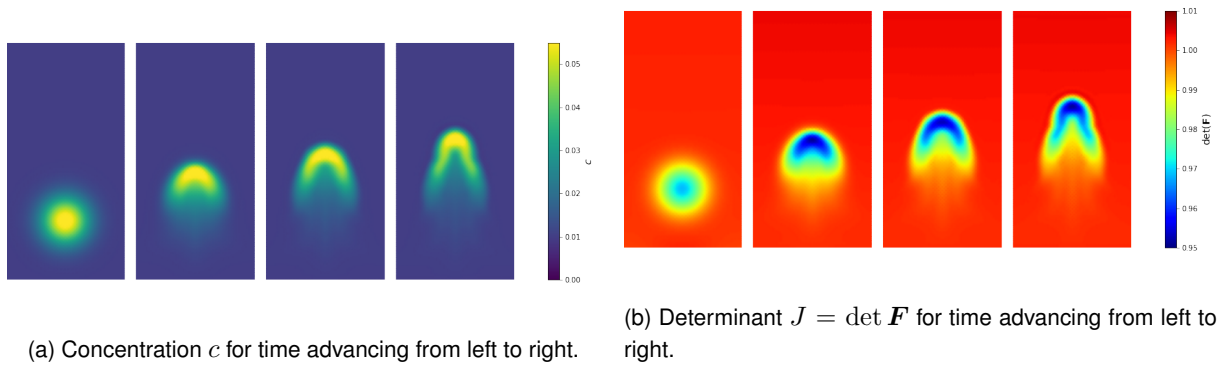 0.05
0.04
0.03
0.02
0.01
0.00
c
(a) Concentration c for time advancing from left to right.
1.01
1.00
0.99
0.98
0.97
0.96
0.95
det(F)
(b) Determinant J = det F for time advancing from left to
right.